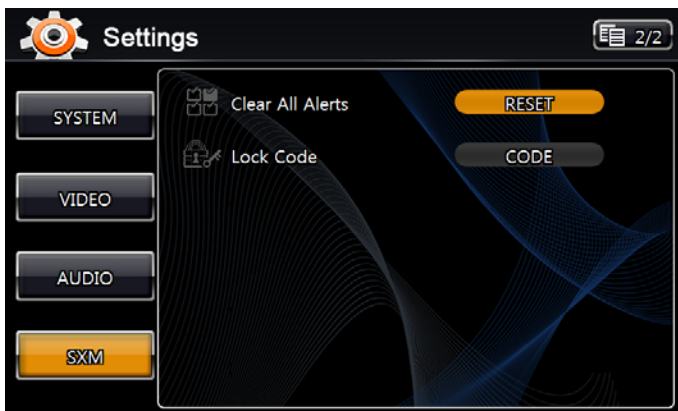 Settings
2/2
SYSTEM
Clear All Alerts RESET
Lock Code CODE
VIDEO
AUDIO
SXM